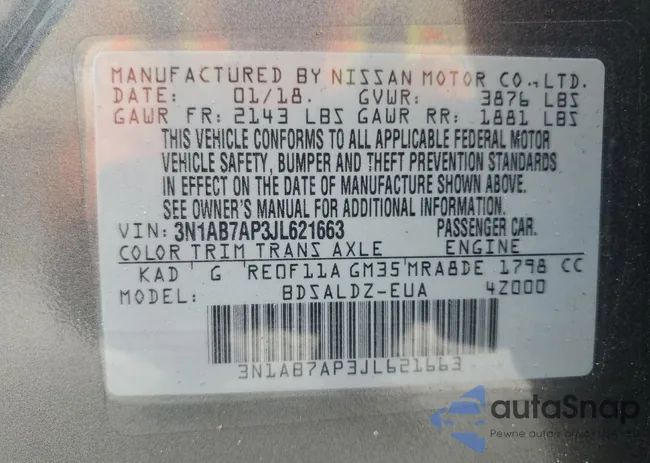 MANUFACTURED BY NISSAN MOTOR CO., LTD.
DATE: 01/18. GVWR: 3876 LBS
GAWR FR: 2143 LBS GAWR RR: 1881 LBS
THIS VEHICLE CONFORMS TO ALL APPLICABLE FEDERAL MOTOR
VEHICLE SAFETY, BUMPER AND THEFT PREVENTION STANDARDS
IN EFFECT ON THE DATE OF MANUFACTURE SHOWN ABOVE.
SEE OWNER'S MANUAL FOR ADDITIONAL INFORMATION.
VIN: 3N1AB7AP3JL621663 PASSENGER CAR.
COLOR TRIM TRANS AXLE ENGINE
KAD G RE0F11A GM35 MRA8DE 1798 CC
MODEL: BDSALDZ-EUA 4Z000
3N1AB7AP3JL621663
autaSnap